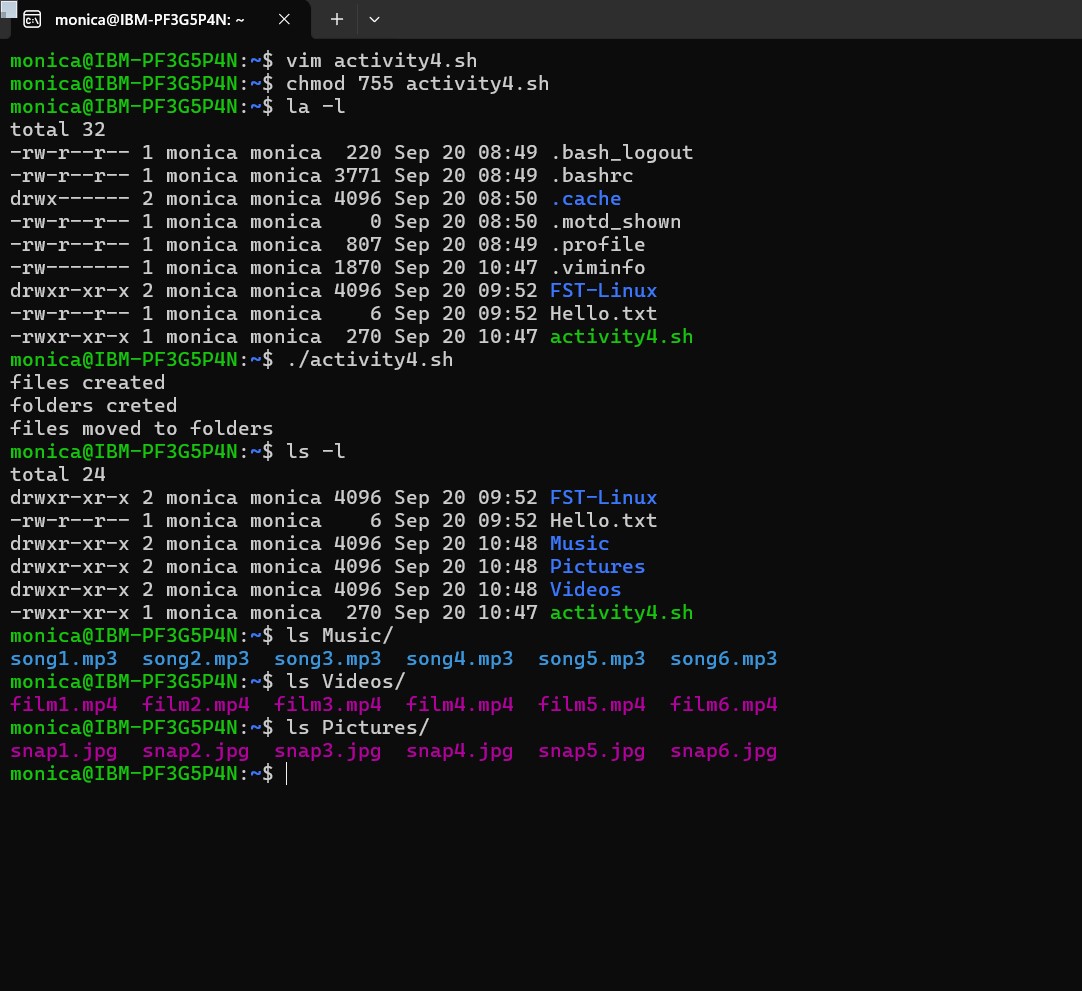 monica@IBM-PF3G5P4N: ~
monica@IBM-PF3G5P4N:~$ vim activity4.sh
monica@IBM-PF3G5P4N:~$ chmod 755 activity4.sh
monica@IBM-PF3G5P4N:~$ la -l
total 32
-rw-r--r-- 1 monica monica  220 Sep 20 08:49 .bash_logout
-rw-r--r-- 1 monica monica 3771 Sep 20 08:49 .bashrc
drwx------ 2 monica monica 4096 Sep 20 08:50 .cache
-rw-r--r-- 1 monica monica    0 Sep 20 08:50 .motd_shown
-rw-r--r-- 1 monica monica  807 Sep 20 08:49 .profile
-rw------- 1 monica monica 1870 Sep 20 10:47 .viminfo
drwxr-xr-x 2 monica monica 4096 Sep 20 09:52 FST-Linux
-rw-r--r-- 1 monica monica    6 Sep 20 09:52 Hello.txt
-rwxr-xr-x 1 monica monica  270 Sep 20 10:47 activity4.sh
monica@IBM-PF3G5P4N:~$ ./activity4.sh
files created
folders creted
files moved to folders
monica@IBM-PF3G5P4N:~$ ls -l
total 24
drwxr-xr-x 2 monica monica 4096 Sep 20 09:52 FST-Linux
-rw-r--r-- 1 monica monica    6 Sep 20 09:52 Hello.txt
drwxr-xr-x 2 monica monica 4096 Sep 20 10:48 Music
drwxr-xr-x 2 monica monica 4096 Sep 20 10:48 Pictures
drwxr-xr-x 2 monica monica 4096 Sep 20 10:48 Videos
-rwxr-xr-x 1 monica monica  270 Sep 20 10:47 activity4.sh
monica@IBM-PF3G5P4N:~$ ls Music/
song1.mp3  song2.mp3  song3.mp3  song4.mp3  song5.mp3  song6.mp3
monica@IBM-PF3G5P4N:~$ ls Videos/
film1.mp4  film2.mp4  film3.mp4  film4.mp4  film5.mp4  film6.mp4
monica@IBM-PF3G5P4N:~$ ls Pictures/
snap1.jpg  snap2.jpg  snap3.jpg  snap4.jpg  snap5.jpg  snap6.jpg
monica@IBM-PF3G5P4N:~$